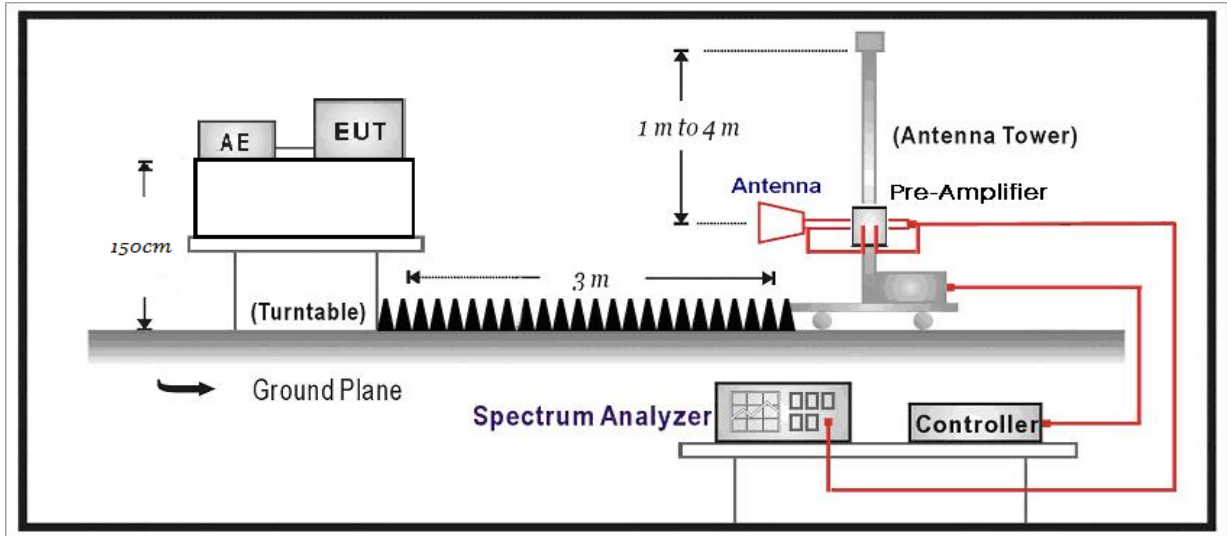 AE
EUT
150cm
(Turntable)
3 m
1 m to 4 m
(Antenna Tower)
Antenna
Pre-Amplifier
Ground Plane
Spectrum Analyzer
Controller